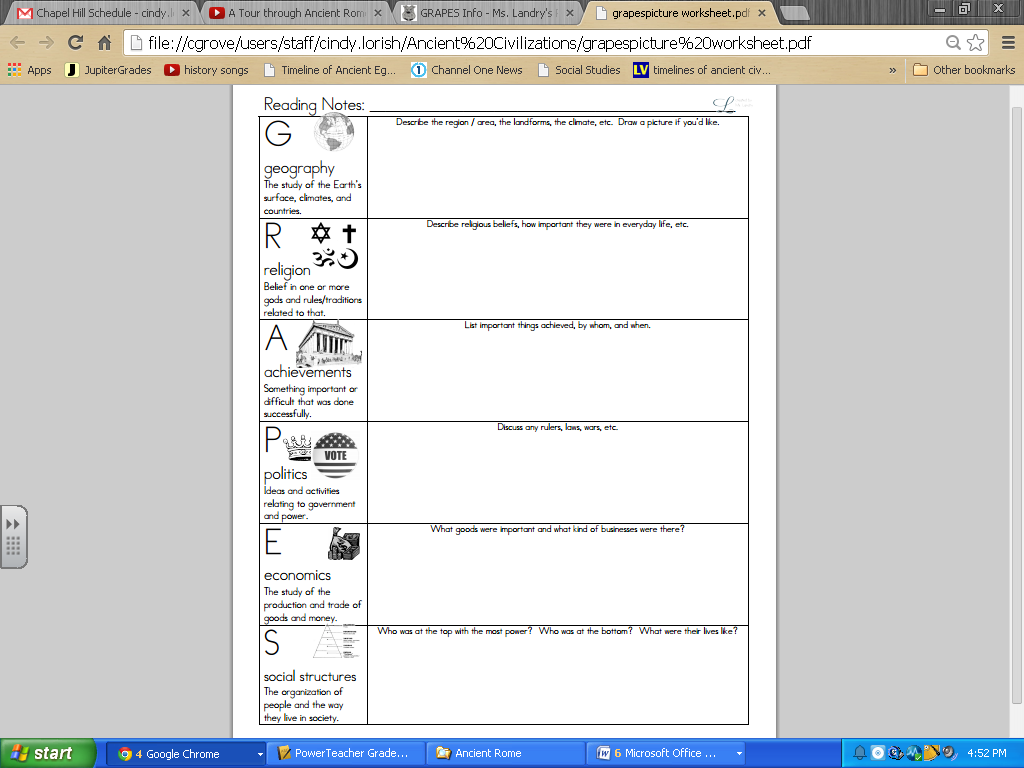 Chapel Hill Schedule - cindy.l
A Tour through Ancient Rom
GRAPES Info - Ms. Landry's
grapespicture worksheet.pdf
file://cgrove/users/staff/cindy.lorish/Ancient%20Civilizations/grapespicture%20worksheet.pdf
Apps
JupiterGrades
history songs
Timeline of Ancient Eg...
Channel One News
Social Studies
LV
timelines of ancient civ...
»
Other bookmarks
Reading Notes:
G
geography
The study of the Earth's
surface, climates, and
countries.
Describe the region / area, the landforms, the climate, etc. Draw a picture if you'd like.
R
religion
Belief in one or more
gods and rules/traditions
related to that.
Describe religious beliefs, how important they were in everyday life, etc.
A
achievements
Something important or
difficult that was done
successfully.
List important things achieved, by whom, and when.
P
VOTE
politics
Ideas and activities
relating to government
and power.
Discuss any rulers, laws, wars, etc.
E
economics
The study of the
production and trade of
goods and money.
What goods were important and what kind of businesses were there?
S
social structures
The organization of
people and the way
they live in society.
Who was at the top with the most power? Who was at the bottom? What were their lives like?
start
4 Google Chrome
PowerTeacher Grade...
Ancient Rome
6 Microsoft Office ...
4:52 PM